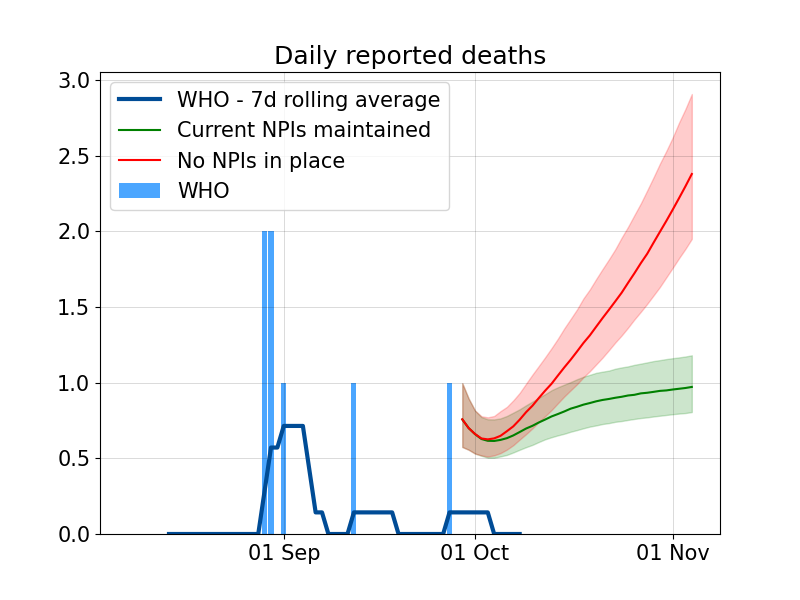 Daily reported deaths
WHO - 7d rolling average
Current NPIs maintained
No NPIs in place
WHO
3.0
2.5
2.0
1.5
1.0
0.5
0.0
01 Sep
01 Oct
01 Nov